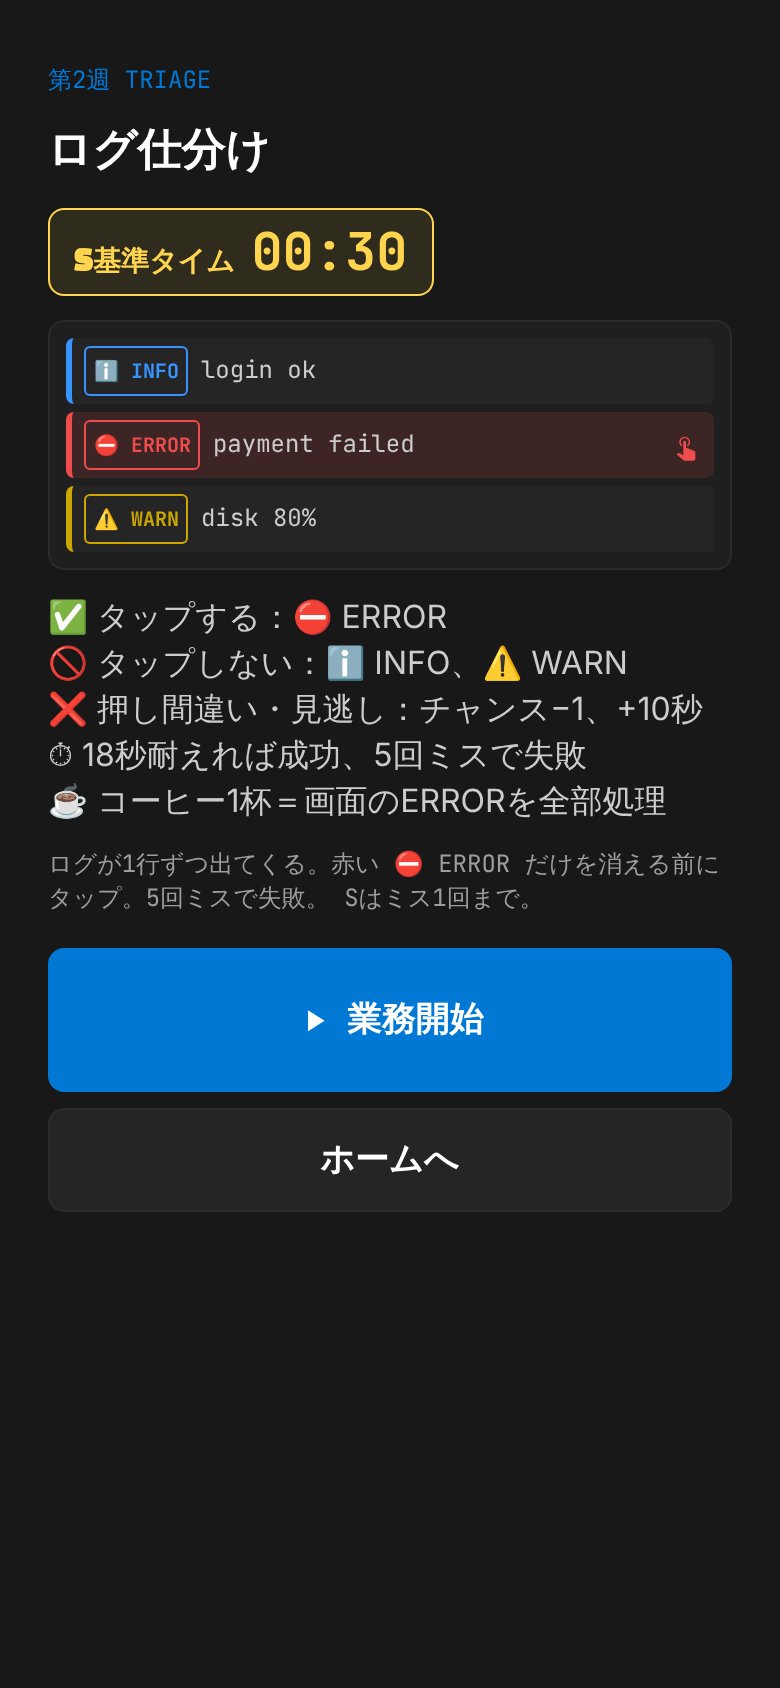 第2週 TRIAGE
ログ仕分け
S基準タイム 00:30
ℹ️ INFO login ok
⛔ ERROR payment failed
⚠️ WARN disk 80%
✅ タップする：⛔ ERROR
🚫 タップしない：ℹ️ INFO、⚠️ WARN
❌ 押し間違い・見逃し：チャンス−1、+10秒
⏱ 18秒耐えれば成功、5回ミスで失敗
☕ コーヒー1杯＝画面のERRORを全部処理
ログが1行ずつ出てくる。赤い ⛔ ERROR だけを消える前に
タップ。5回ミスで失敗。 Sはミス1回まで。
▶ 業務開始
ホームへ